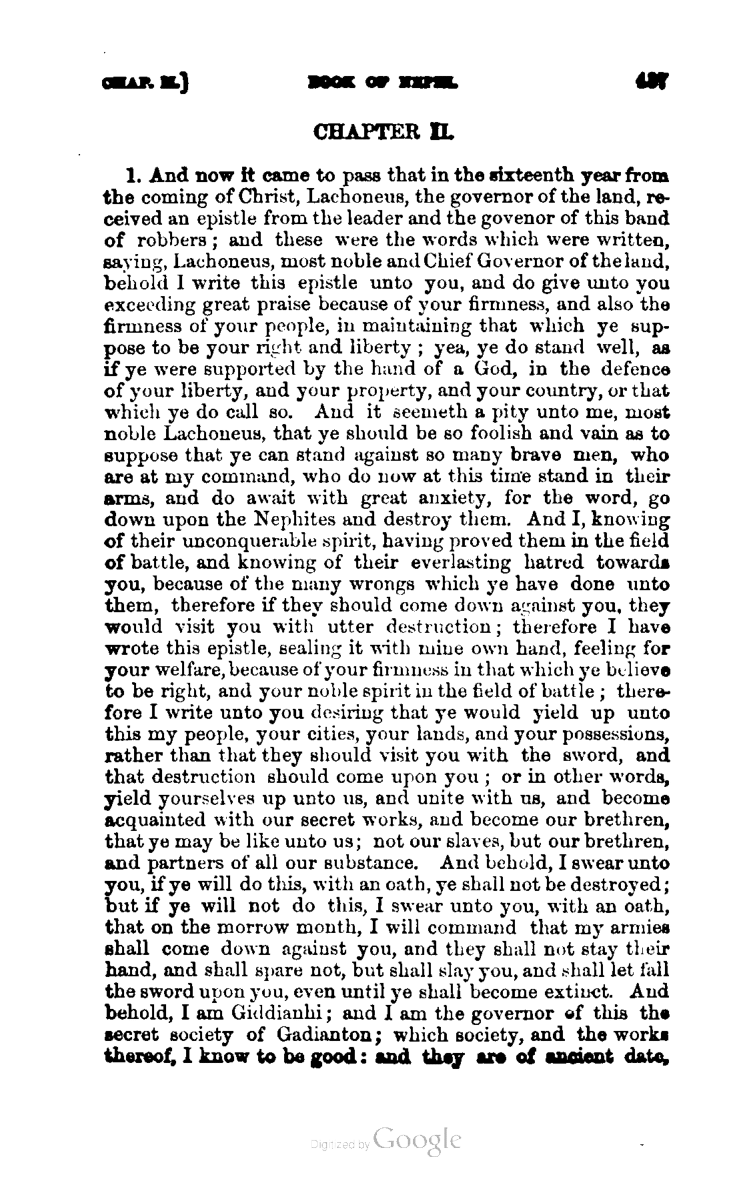 CHAP. II.] BOOK OF NEPHI. 437
CHAPTER II.
1. And now it came to pass that in the sixteenth year from
the coming of Christ, Lachoneus, the governor of the land, re-
ceived an epistle from the leader and the govenor of this band
of robbers; and these were the words which were written,
saying, Lachoneus, most noble and Chief Governor of the land,
behold I write this epistle unto you, and do give unto you
exceeding great praise because of your firmness, and also the
firmness of your people, in maintaining that which ye sup-
pose to be your right and liberty; yea, ye do stand well, as
if ye were supported by the hand of a God, in the defence
of your liberty, and your property, and your country, or that
which ye do call so. And it seemeth a pity unto me, most
noble Lachoneus, that ye should be so foolish and vain as to
suppose that ye can stand against so many brave men, who
are at my command, who do now at this time stand in their
arms, and do await with great anxiety, for the word, go
down upon the Nephites and destroy them. And I, knowing
of their unconquerable spirit, having proved them in the field
of battle, and knowing of their everlasting hatred towards
you, because of the many wrongs which ye have done unto
them, therefore if they should come down against you, they
would visit you with utter destruction; therefore I have
wrote this epistle, sealing it with mine own hand, feeling for
your welfare, because of your firmness in that which ye believe
to be right, and your noble spirit in the field of battle; there-
fore I write unto you desiring that ye would yield up unto
this my people, your cities, your lands, and your possessions,
rather than that they should visit you with the sword, and
that destruction should come upon you; or in other words,
yield yourselves up unto us, and unite with us, and become
acquainted with our secret works, and become our brethren,
that ye may be like unto us; not our slaves, but our brethren,
and partners of all our substance. And behold, I swear unto
you, if ye will do this, with an oath, ye shall not be destroyed;
but if ye will not do this, I swear unto you, with an oath,
that on the morrow month, I will command that my armies
shall come down against you, and they shall not stay their
hand, and shall spare not, but shall slay you, and shall let fall
the sword upon you, even until ye shall become extinct. And
behold, I am Giddianhi; and I am the governor of this the
secret society of Gadianton; which society, and the works
thereof, I know to be good: and they are of ancient date,
Digitized by Google